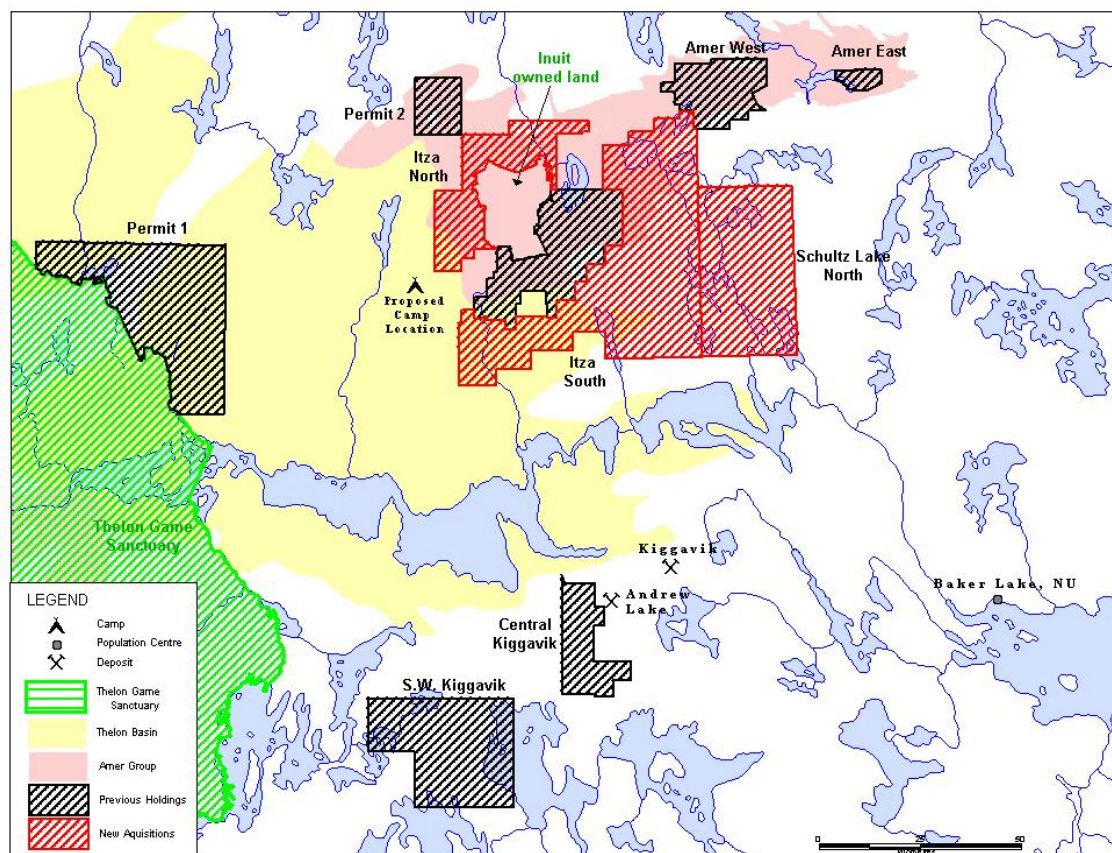 Amer West
Amer East
Inuit
owned land
Permit 2
Itza
North
Permit 1
Schultz Lake
North
Proposed
Camp
Location
Itza
South
Thelon Game
Sanctuary
Kiggavik
Andrew
Lake
Baker Lake, NU
Central
Kiggavik
S.W. Kiggavik
LEGEND
Camp
Population Centre
Deposit
Thelon Game
Sanctuary
Thelon Basin
Amer Group
Previous Holdings
New Aquisitions
0 25 50